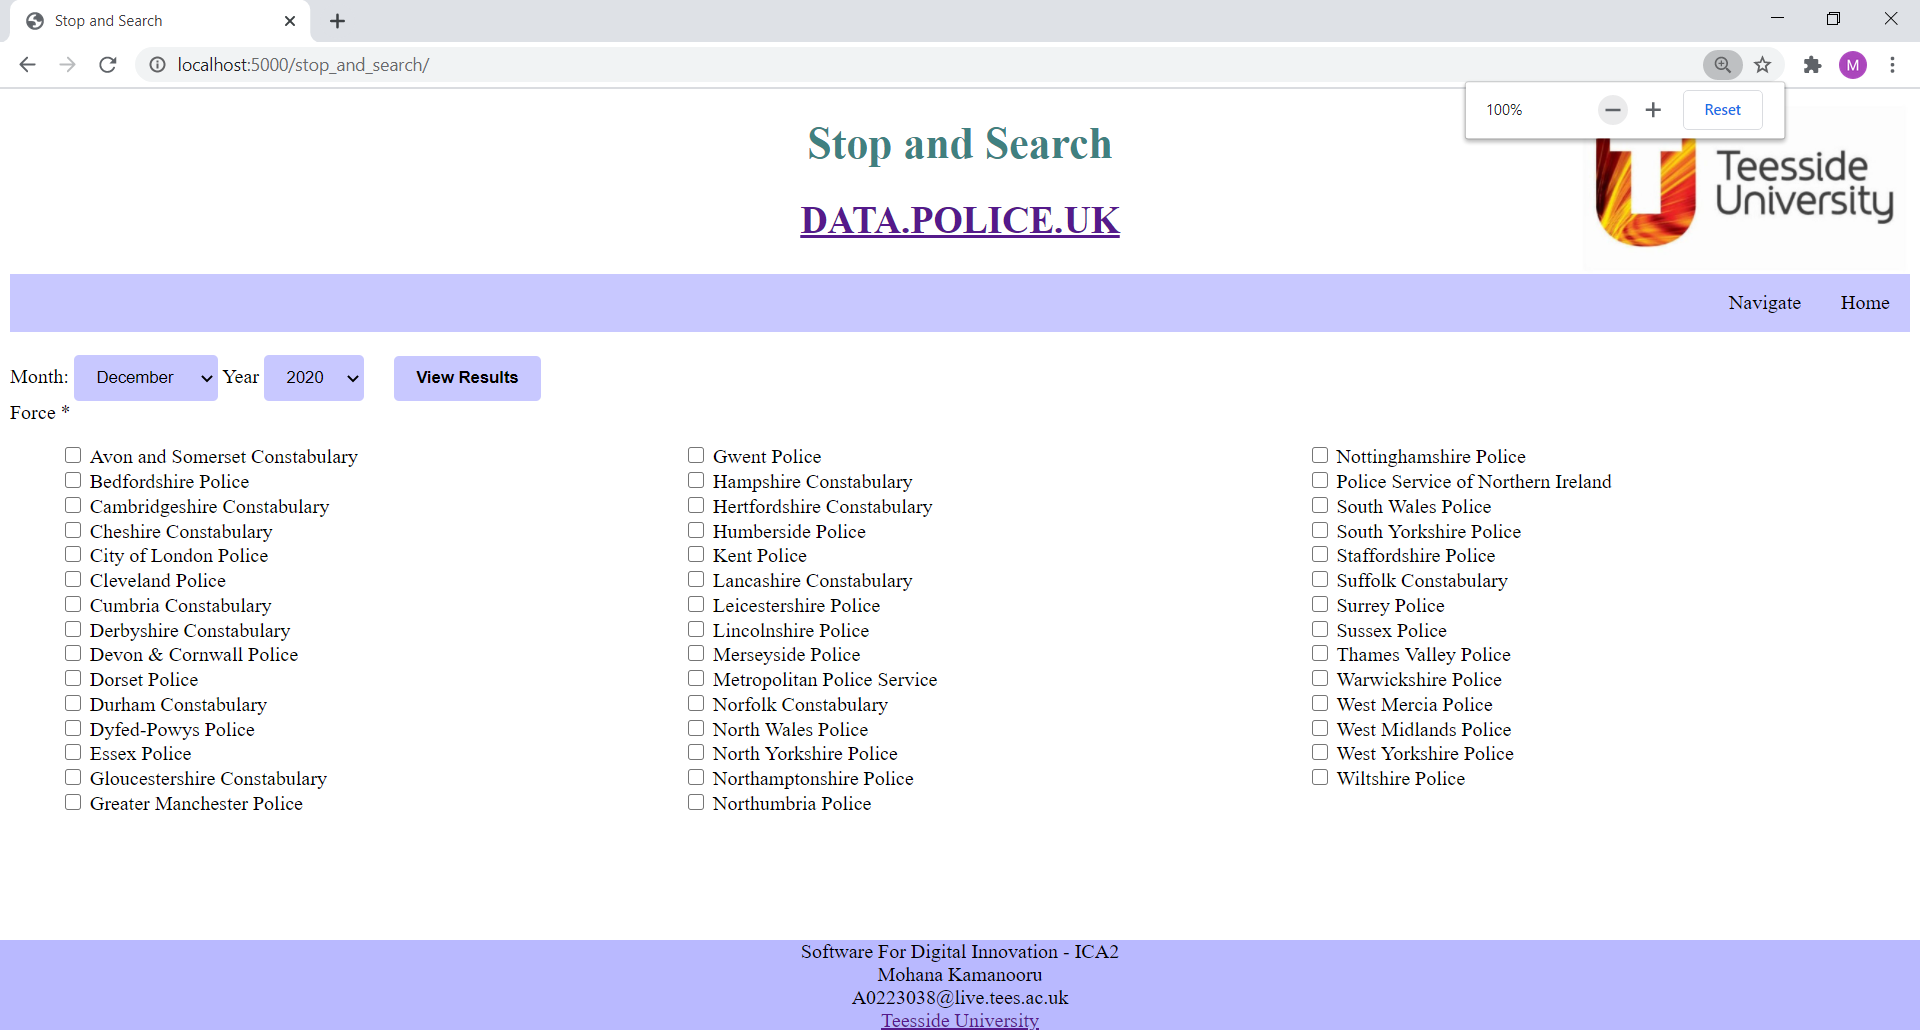 Stop and Search
localhost:5000/stop_and_search/
M
100%
Reset
Stop and Search
DATA.POLICE.UK
T Teesside
University
Navigate Home
Month: December Year 2020 View Results
Force *
Avon and Somerset Constabulary
Bedfordshire Police
Cambridgeshire Constabulary
Cheshire Constabulary
City of London Police
Cleveland Police
Cumbria Constabulary
Derbyshire Constabulary
Devon & Cornwall Police
Dorset Police
Durham Constabulary
Dyfed-Powys Police
Essex Police
Gloucestershire Constabulary
Greater Manchester Police
Gwent Police
Hampshire Constabulary
Hertfordshire Constabulary
Humberside Police
Kent Police
Lancashire Constabulary
Leicestershire Police
Lincolnshire Police
Merseyside Police
Metropolitan Police Service
Norfolk Constabulary
North Wales Police
North Yorkshire Police
Northamptonshire Police
Northumbria Police
Nottinghamshire Police
Police Service of Northern Ireland
South Wales Police
South Yorkshire Police
Staffordshire Police
Suffolk Constabulary
Surrey Police
Sussex Police
Thames Valley Police
Warwickshire Police
West Mercia Police
West Midlands Police
West Yorkshire Police
Wiltshire Police
Software For Digital Innovation - ICA2
Mohana Kamanooru
A0223038@live.tees.ac.uk
Teesside University